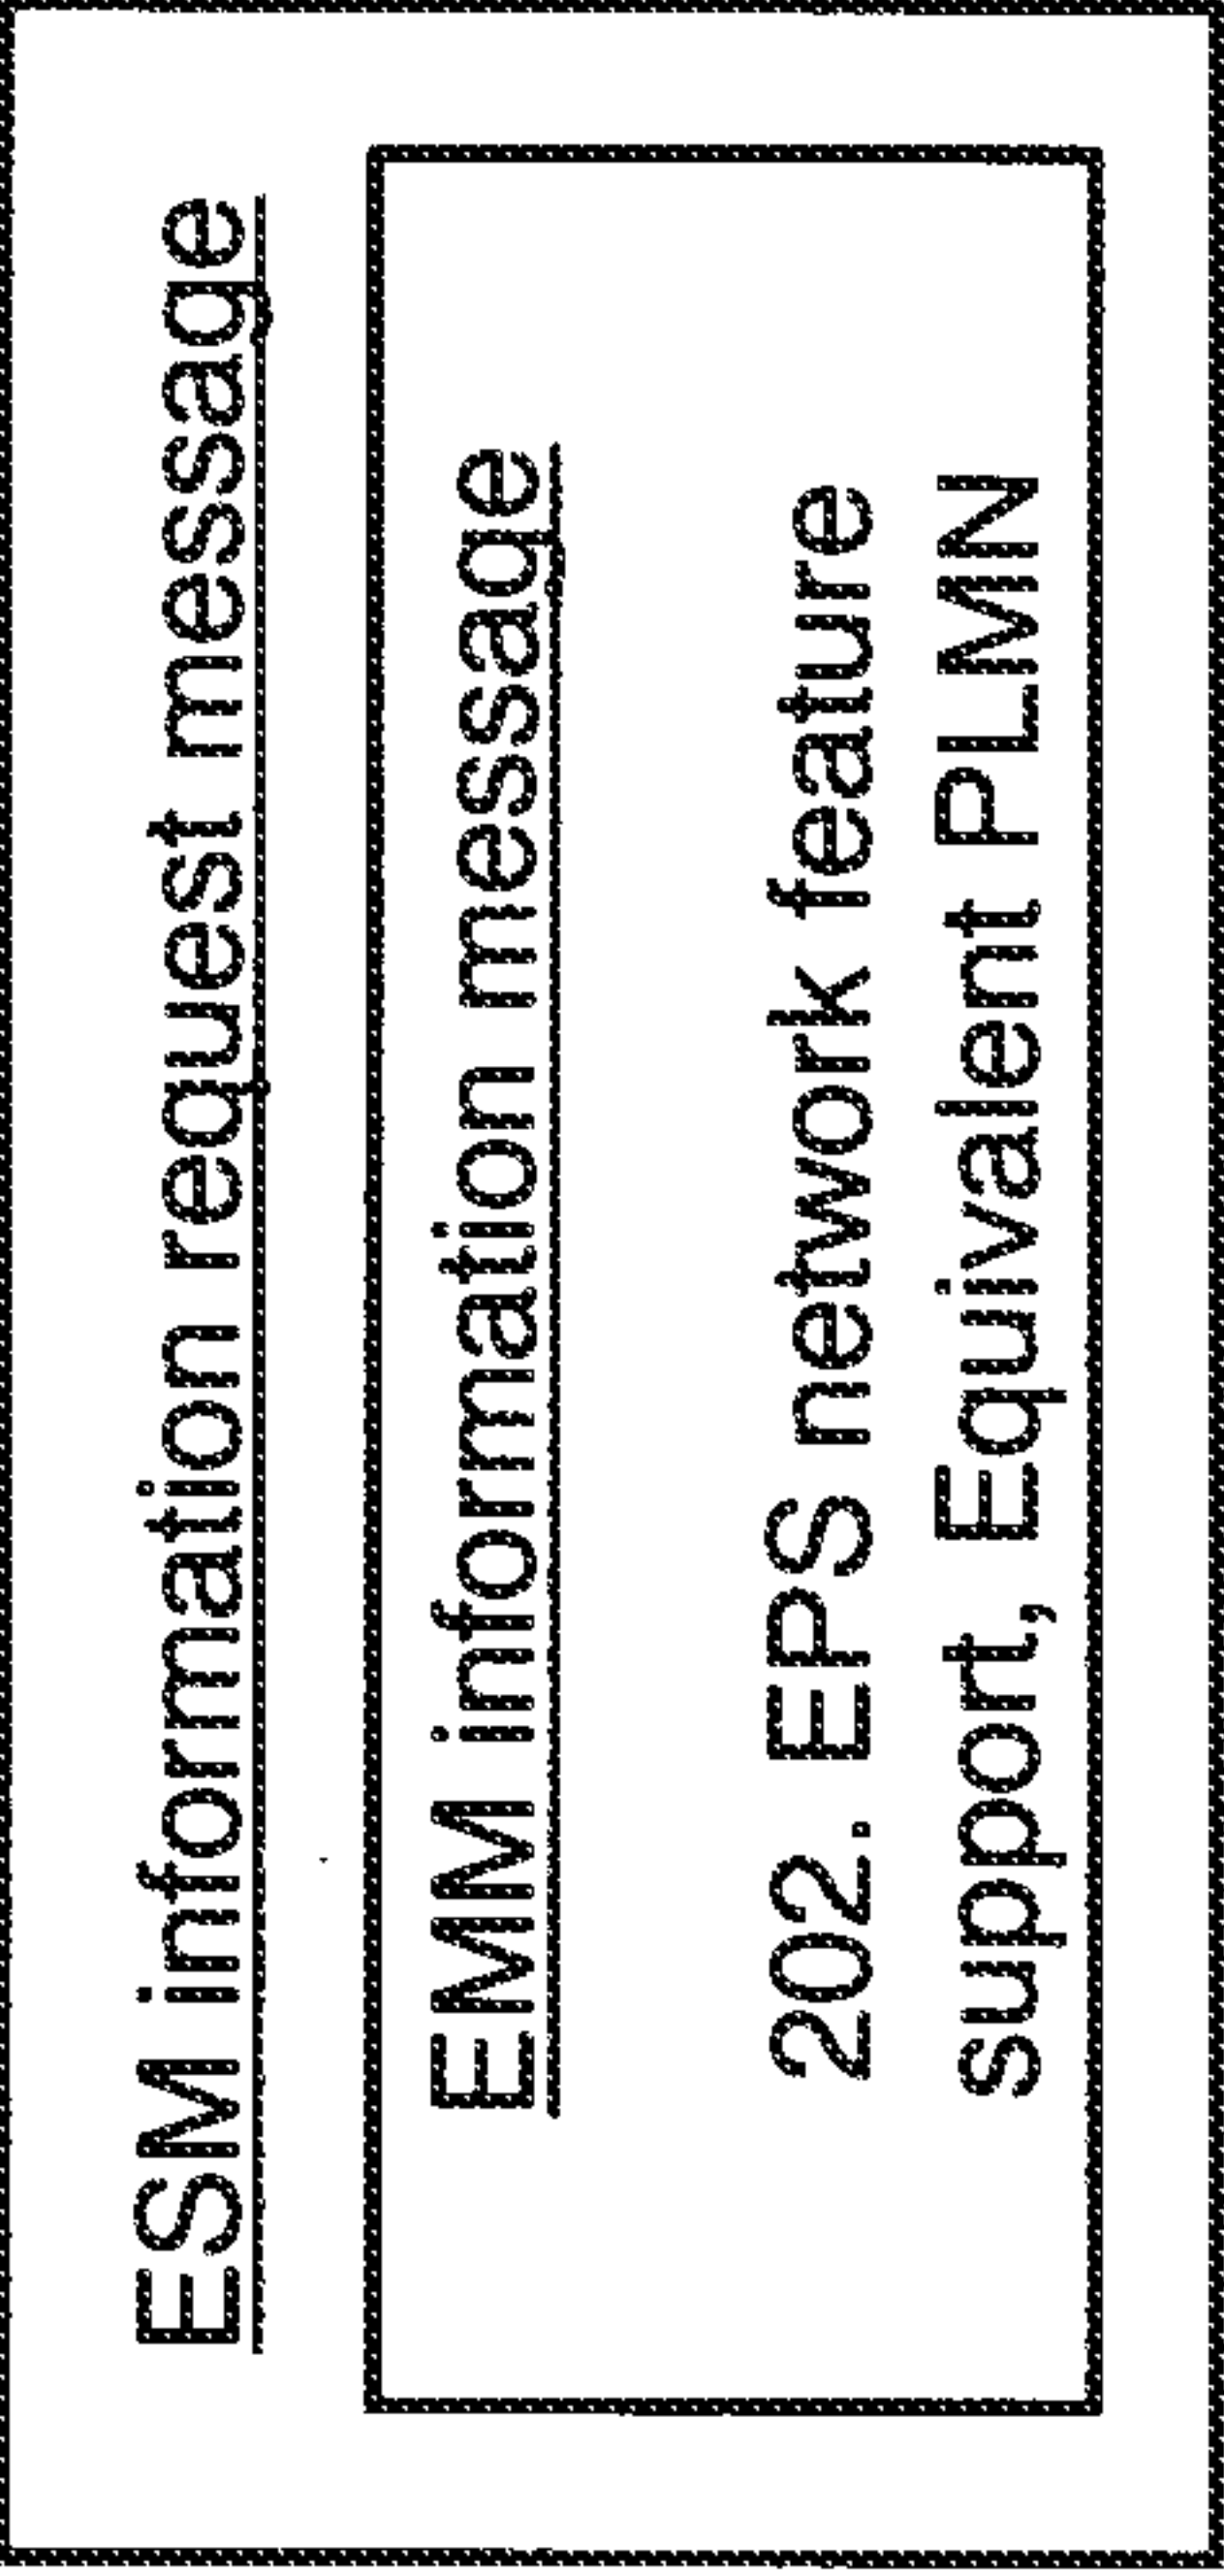 ESM information request message
EMM information message
202. EPS network feature
support, Equivalent PLMN